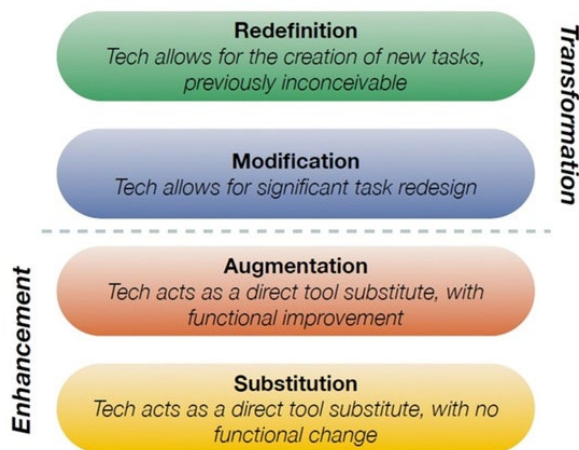 Redefinition
Tech allows for the creation of new tasks,
previously inconceivable
Transformation
Modification
Tech allows for significant task redesign
Augmentation
Tech acts as a direct tool substitute, with
functional improvement
Enhancement
Substitution
Tech acts as a direct tool substitute, with no
functional change